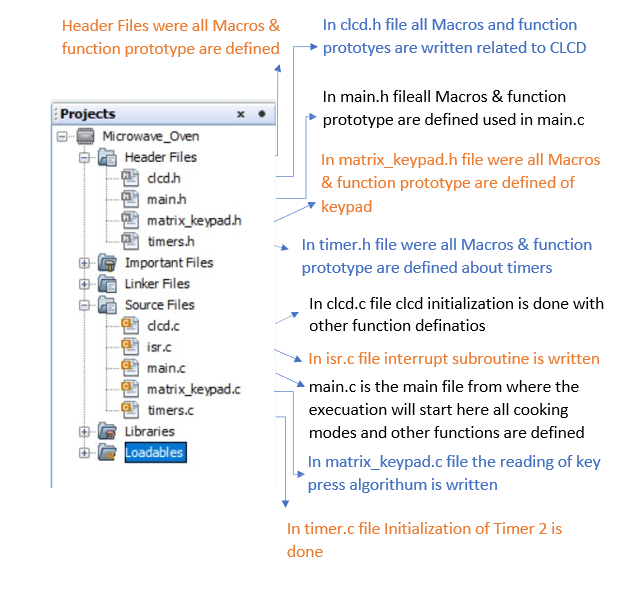 Header Files were all Macros &
function prototype are defined
In clcd.h file all Macros and function
prototyes are written related to CLCD
In main.h fileall Macros & function
prototype are defined used in main.c
In matrix_keypad.h file were all Macros
& function prototype are defined of
keypad
In timer.h file were all Macros & function
prototype are defined about timers
In clcd.c file clcd initialization is done with
other function definatios
In isr.c file interrupt subroutine is written
main.c is the main file from where the
execuation will start here all cooking
modes and other functions are defined
In matrix_keypad.c file the reading of key
press algorithum is written
In timer.c file Initialization of Timer 2 is
done
Projects
Microwave_Oven
Header Files
clcd.h
main.h
matrix_keypad.h
timers.h
Important Files
Linker Files
Source Files
clcd.c
isr.c
main.c
matrix_keypad.c
timers.c
Libraries
Loadables